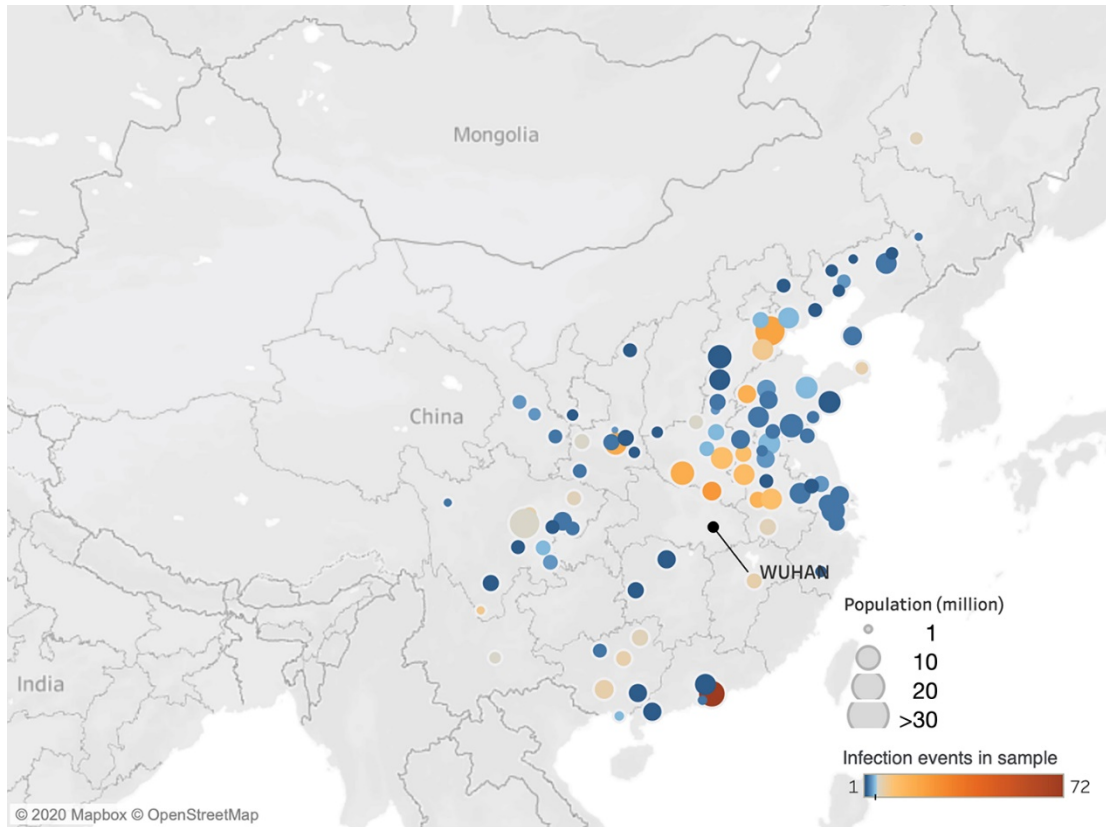 Mongolia
China
WUHAN
India
Population (million)
1
10
20
>30
Infection events in sample
1 72
© 2020 Mapbox © OpenStreetMap